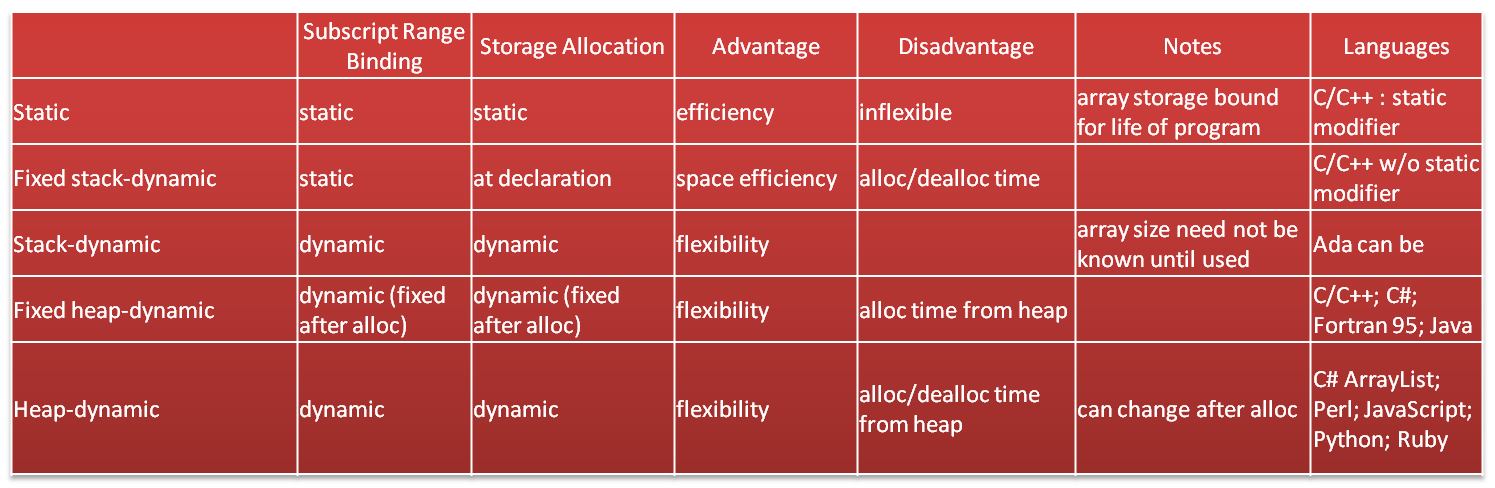 Subscript Range
Binding
Storage Allocation
Advantage
Disadvantage
Notes
Languages
Static
static
static
efficiency
inflexible
array storage bound
for life of program
C/C++ : static
modifier
Fixed stack-dynamic
static
at declaration
space efficiency
alloc/dealloc time
C/C++ w/o static
modifier
Stack-dynamic
dynamic
dynamic
flexibility
array size need not be
known until used
Ada can be
Fixed heap-dynamic
dynamic (fixed
after alloc)
dynamic (fixed
after alloc)
flexibility
alloc time from heap
C/C++; C#;
Fortran 95; Java
Heap-dynamic
dynamic
dynamic
flexibility
alloc/dealloc time
from heap
can change after alloc
C# ArrayList;
Perl; JavaScript;
Python; Ruby